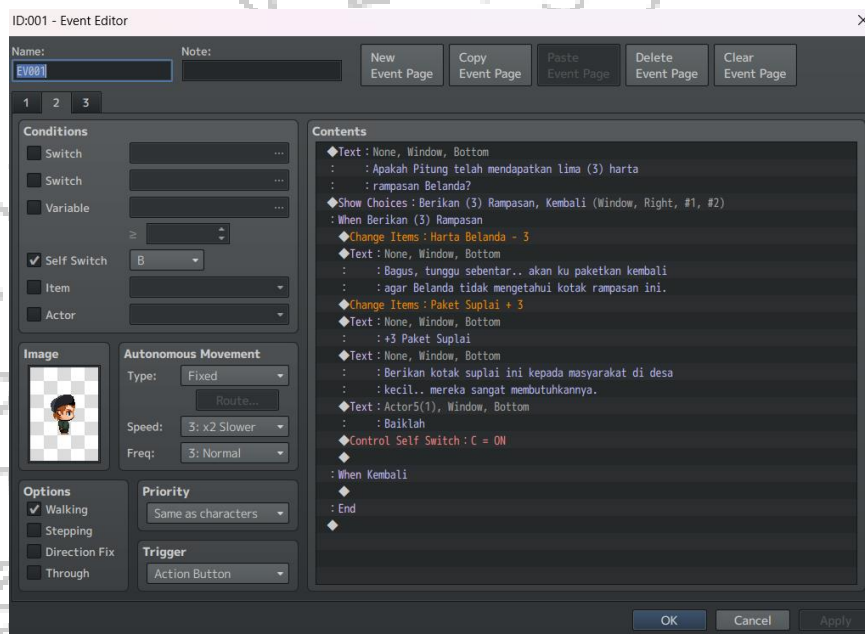 ID:001 - Event Editor
Name:
Note:
EV001
New Event Page
Copy Event Page
Paste Event Page
Delete Event Page
Clear Event Page
1 2 3
Conditions
Switch ...
Switch ...
Variable ...
≥
Self Switch B
Item
Actor
Image
Autonomous Movement
Type: Fixed
Route...
Speed: 3: x2 Slower
Freq: 3: Normal
Options
Walking
Stepping
Direction Fix
Through
Priority
Same as characters
Trigger
Action Button
Contents
◆Text：None, Window, Bottom
：　　：Apakah Pitung telah mendapatkan lima (3) harta
：　　：rampasan Belanda?
◆Show Choices：Berikan (3) Rampasan, Kembali (Window, Right, #1, #2)
：When Berikan (3) Rampasan
◆Change Items：Harta Belanda - 3
◆Text：None, Window, Bottom
：　　：Bagus, tunggu sebentar.. akan ku paketkan kembali
：　　：agar Belanda tidak mengetahui kotak rampasan ini.
◆Change Items：Paket Suplai + 3
◆Text：None, Window, Bottom
：　　：+3 Paket Suplai
◆Text：None, Window, Bottom
：　　：Berikan kotak suplai ini kepada masyarakat di desa
：　　：kecil.. mereka sangat membutuhkannya.
◆Text：Actor5(1), Window, Bottom
：　　：Baiklah
◆Control Self Switch：C = ON
◆
：When Kembali
◆
：End
◆
OK
Cancel
Apply